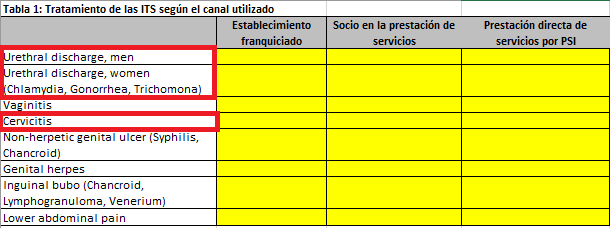 Tabla 1: Tratamiento de las ITS según el canal utilizado
Establecimiento franquiciado
Socio en la prestación de servicios
Prestación directa de servicios por PSI
Urethral discharge, men
Urethral discharge, women
(Chlamydia, Gonorrhea, Trichomona)
Vaginitis
Cervicitis
Non-herpetic genital ulcer (Syphilis,
Chancroid)
Genital herpes
Inguinal bubo (Chancroid,
Lymphogranuloma, Venerium)
Lower abdominal pain